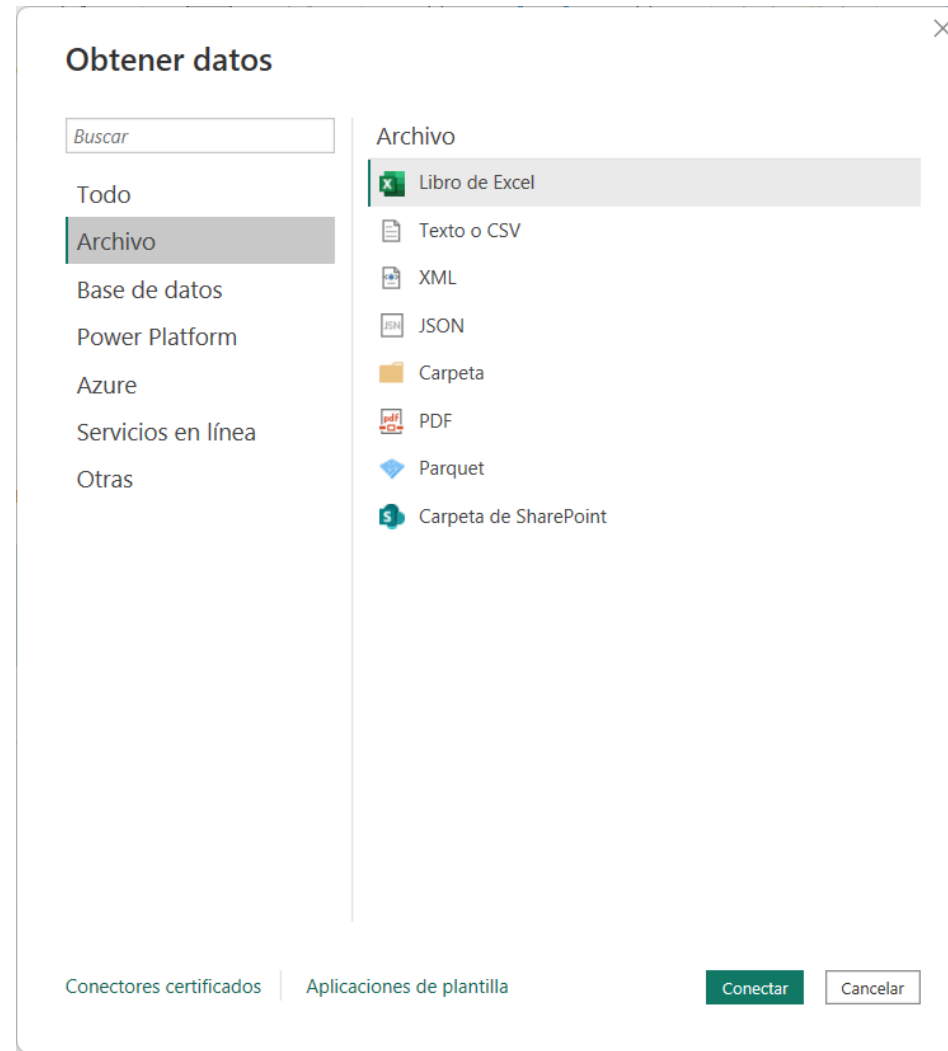 Obtener datos
Buscar
Todo
Archivo
Base de datos
Power Platform
Azure
Servicios en línea
Otras
Archivo
Libro de Excel
Texto o CSV
XML
JSON
Carpeta
PDF
Parquet
Carpeta de SharePoint
Conectores certificados
Aplicaciones de plantilla
Conectar
Cancelar